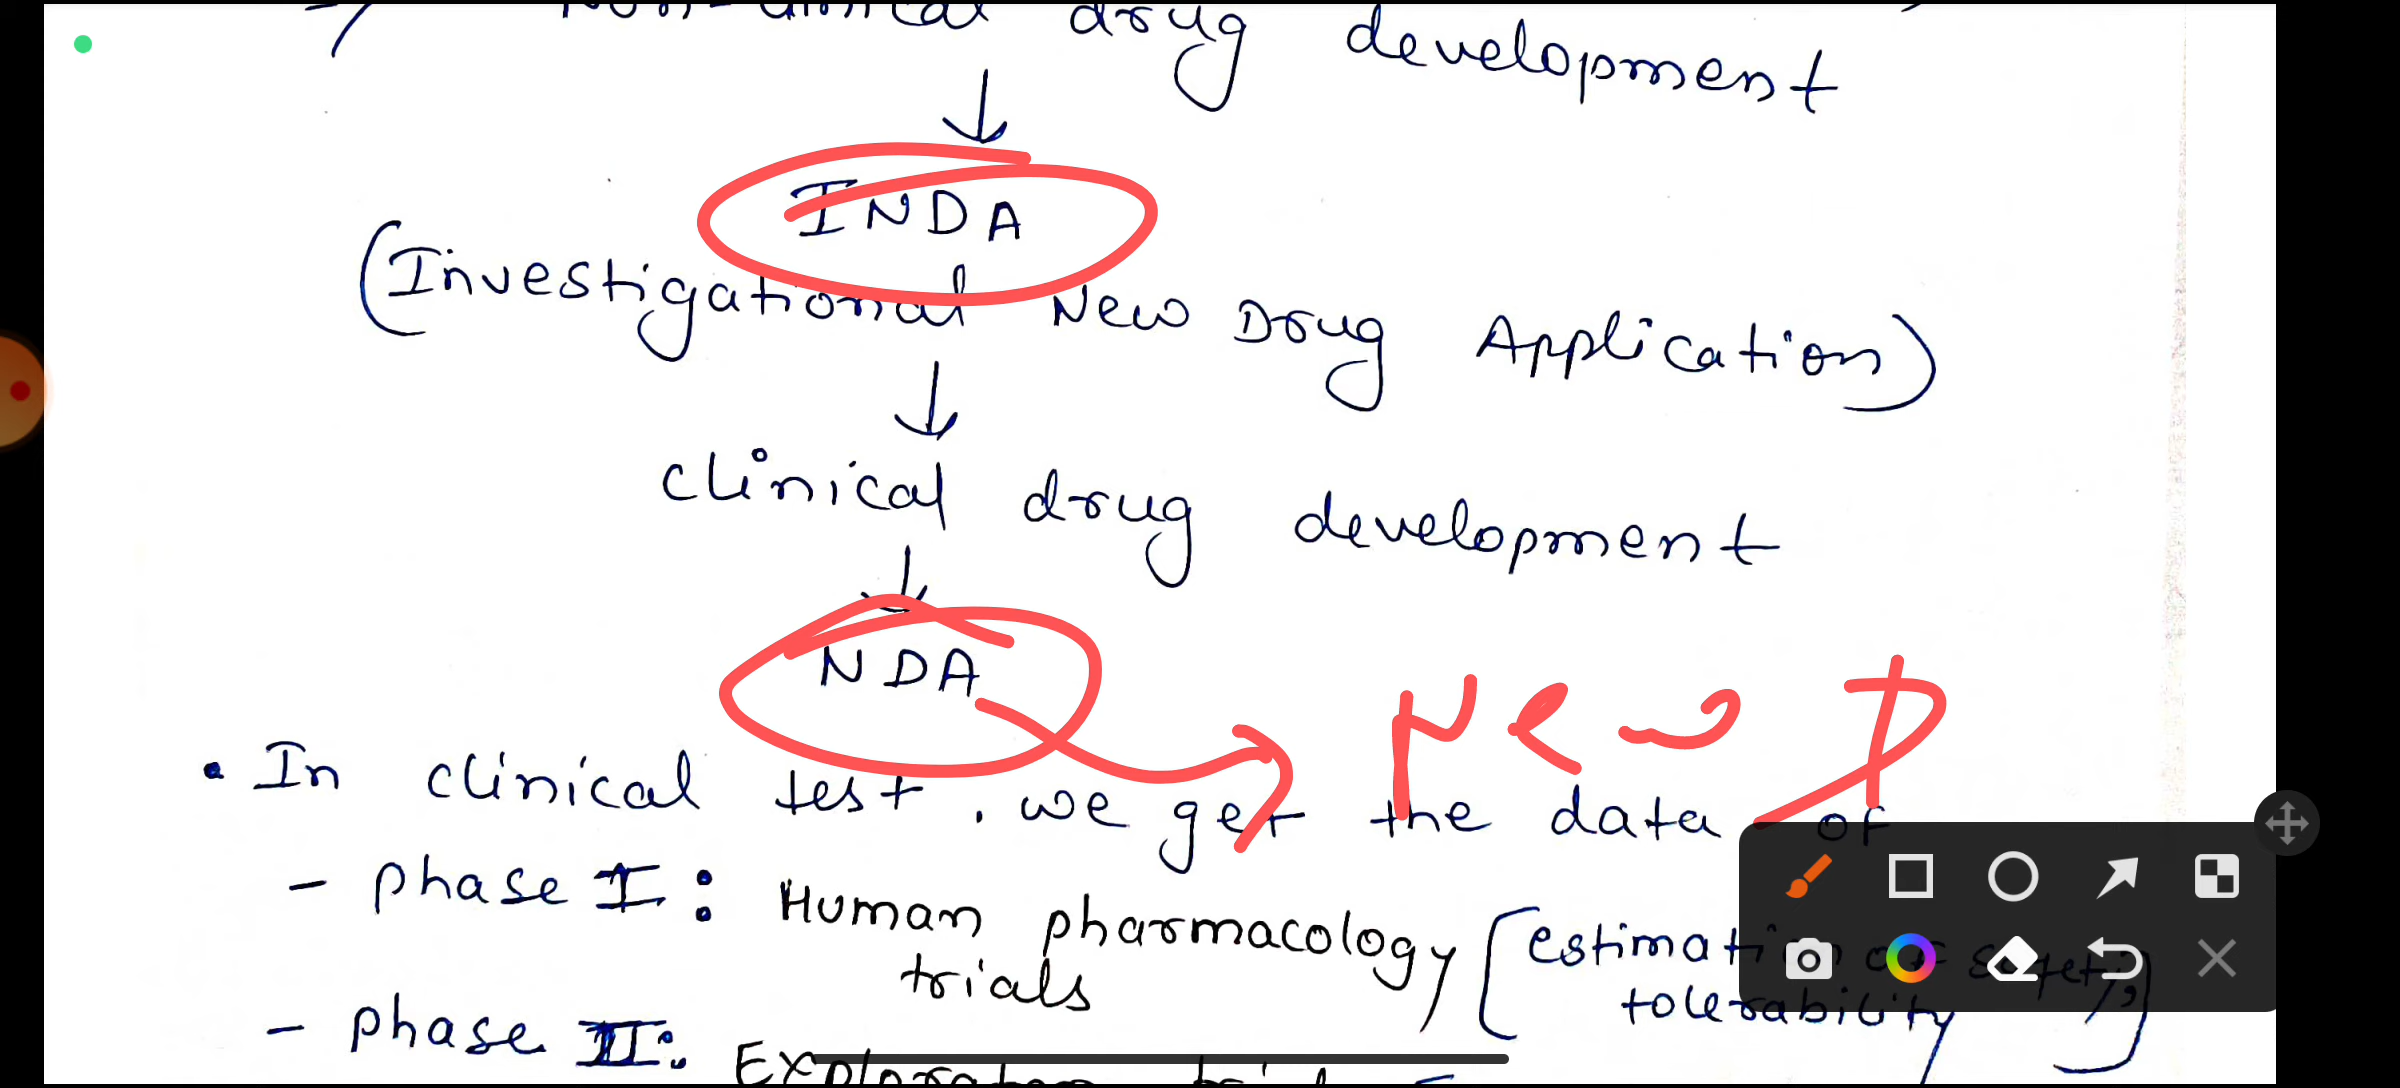 drug development
INDA
(Investigational New Drug Application)
clinical drug development
NDA
New D
• In clinical test, we get the data of
- phase I: Human pharmacology trials [estimation of safety, tolerability]
- phase II: